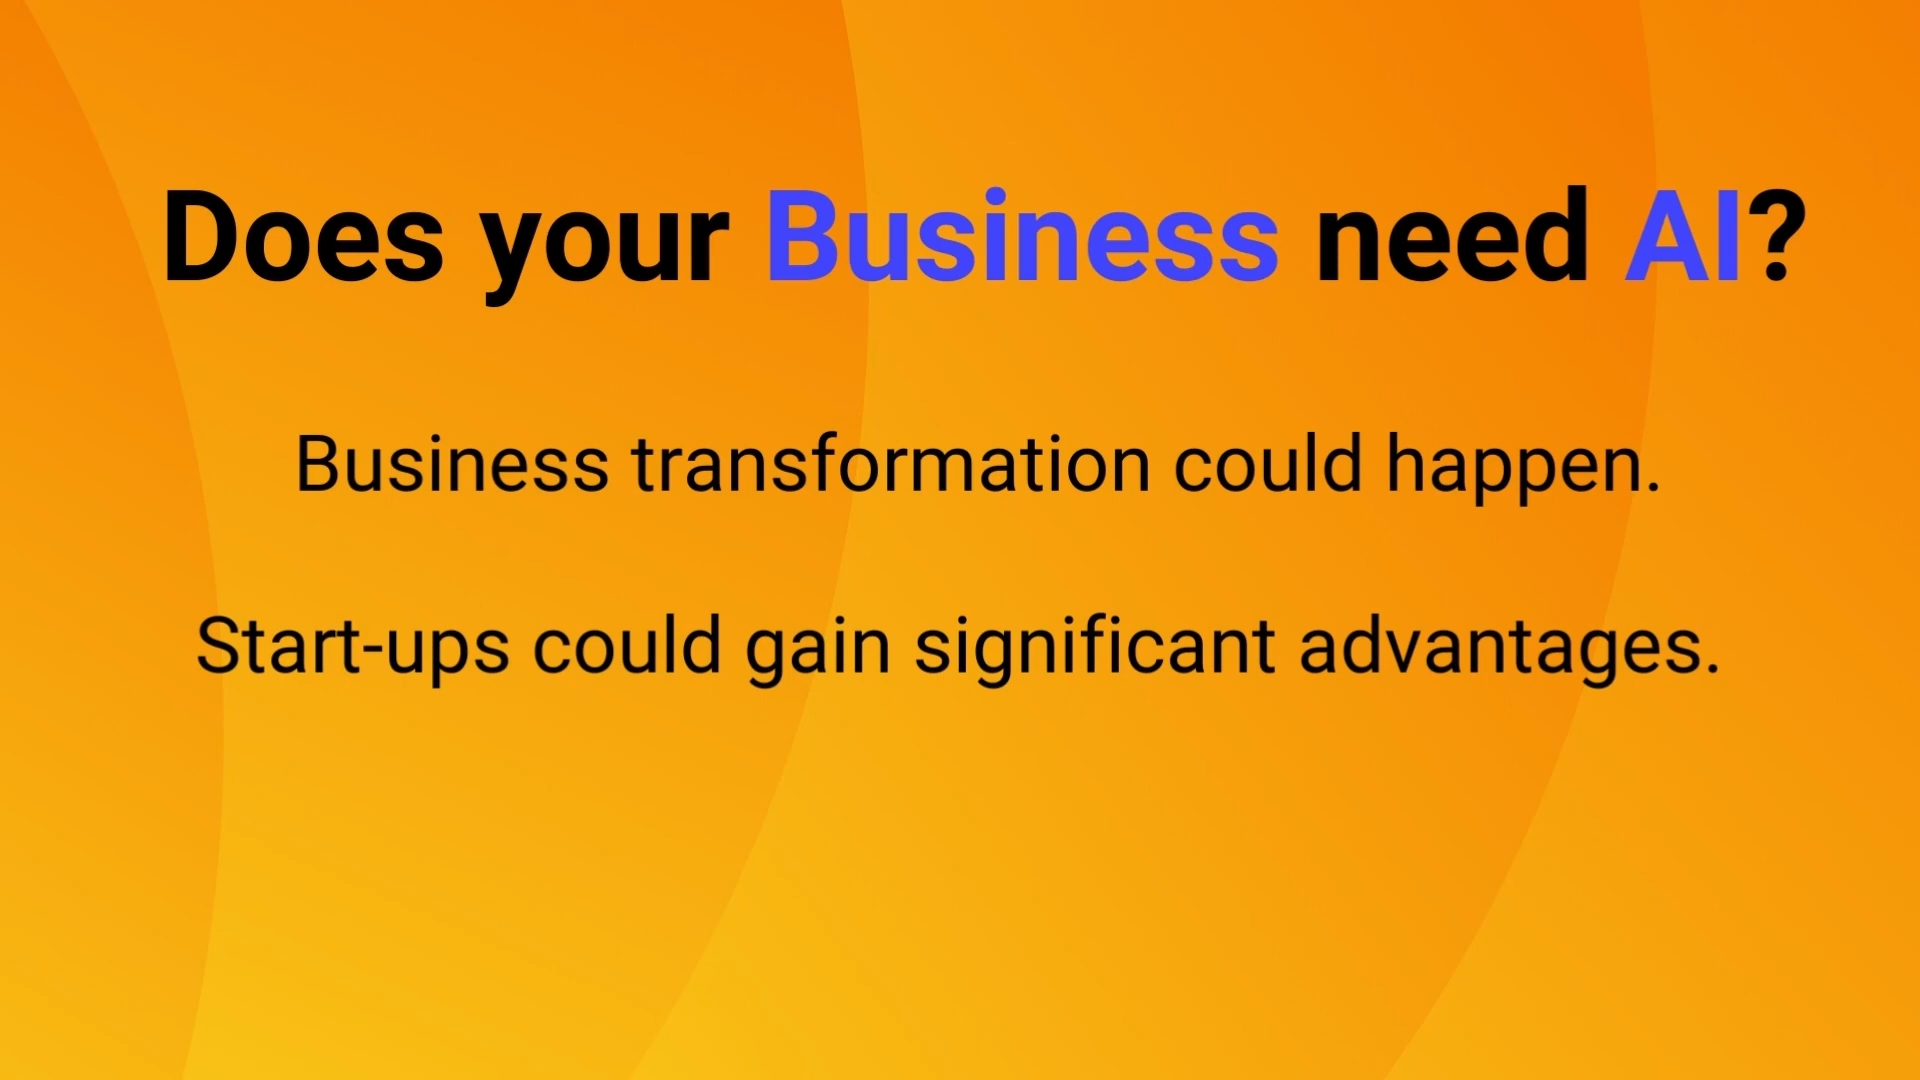 Does your Business need AI?
Business transformation could happen.
Start-ups could gain significant advantages.